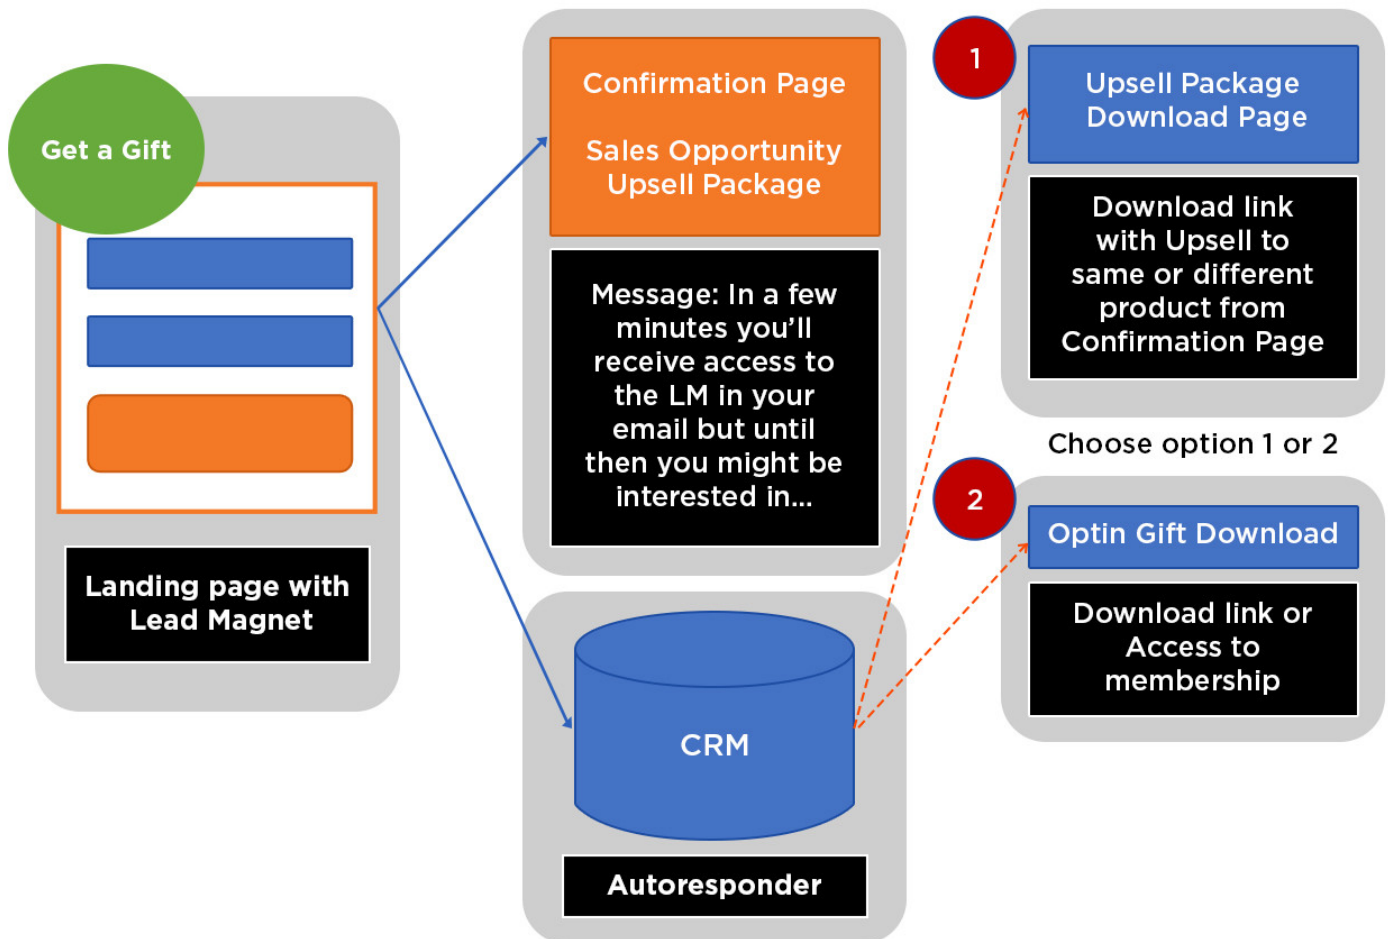 Get a Gift
Landing page with
Lead Magnet
Confirmation Page
Sales Opportunity
Upsell Package
Message: In a few
minutes you’ll
receive access to
the LM in your
email but until
then you might be
interested in...
CRM
Autoresponder
1
Upsell Package
Download Page
Download link
with Upsell to
same or different
product from
Confirmation Page
Choose option 1 or 2
2
Optin Gift Download
Download link or
Access to
membership